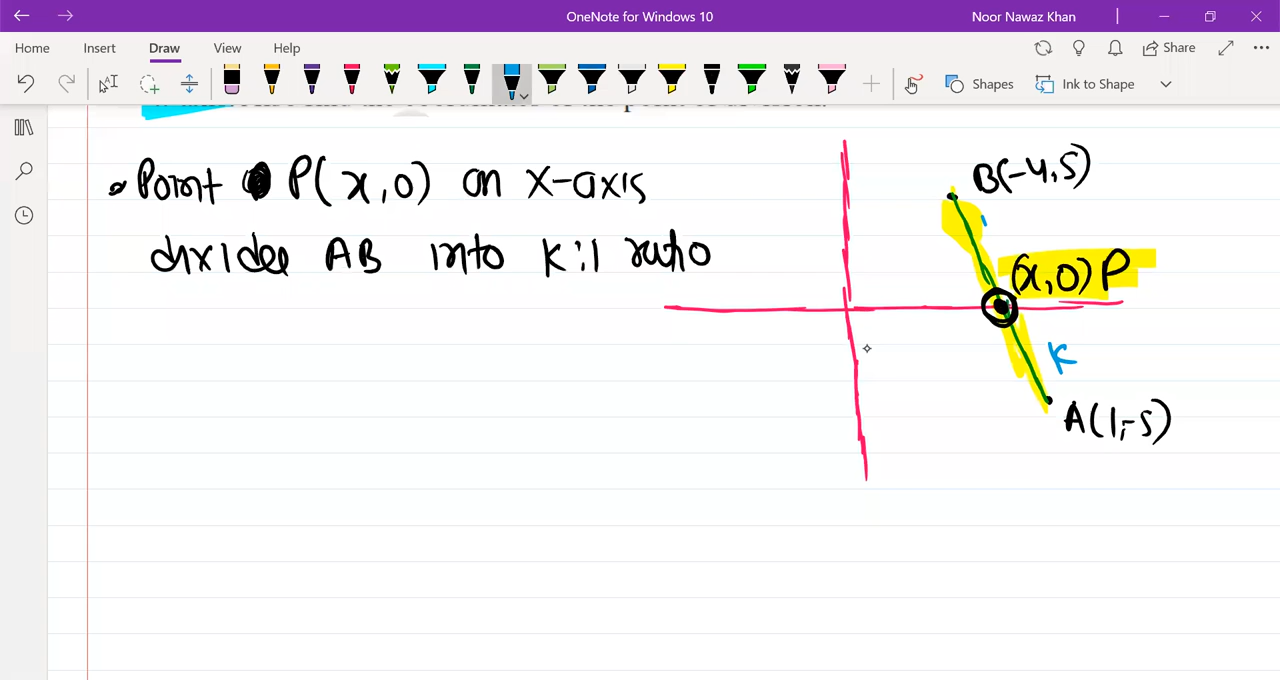 OneNote for Windows 10
Noor Nawaz Khan
Home Insert Draw View Help
Share
Shapes
Ink to Shape
Point P(x,0) on X-axis
divides AB into K:1 ratio
B(-4,5)
(x,0) P
K
A(1,-5)